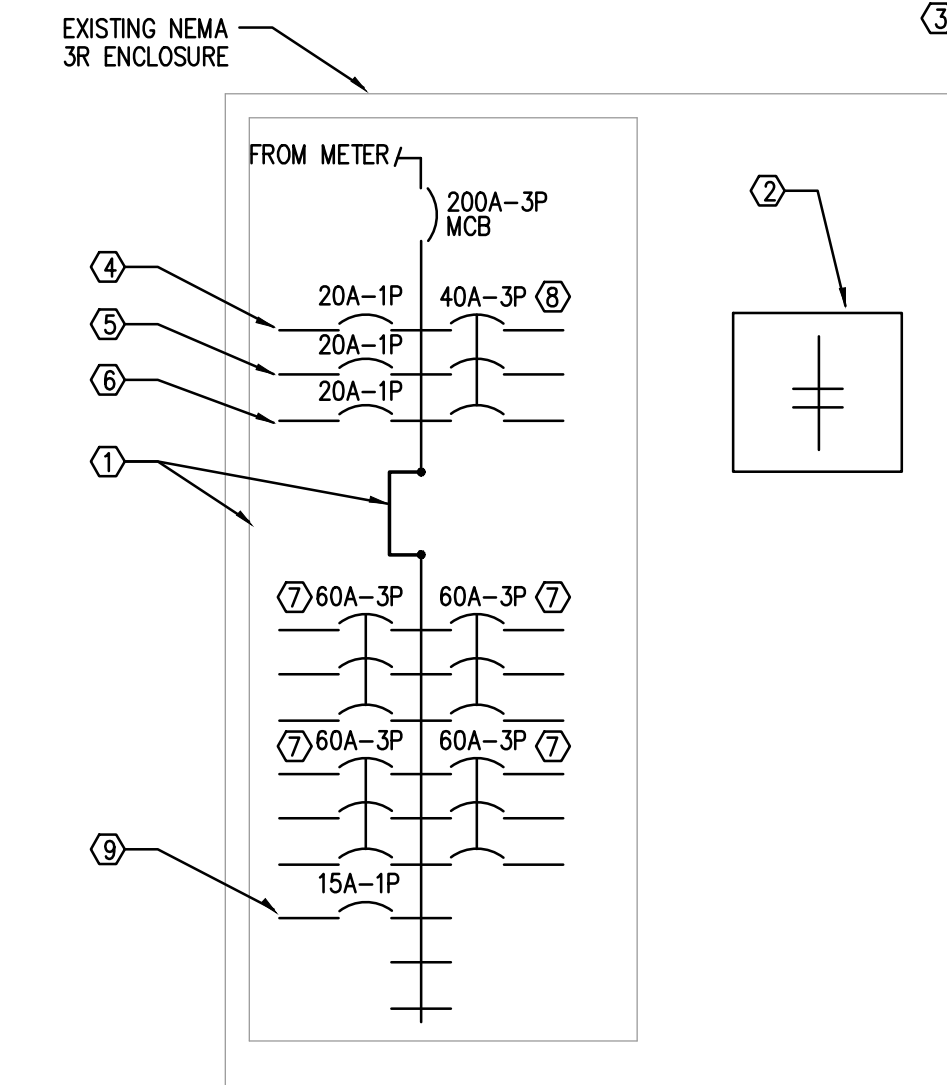 EXISTING NEMA
3R ENCLOSURE
3
FROM METER
2
200A-3P
MCB
4
20A-1P
40A-3P 8
5
20A-1P
6
20A-1P
1
7 60A-3P
60A-3P 7
7 60A-3P
60A-3P 7
9
15A-1P